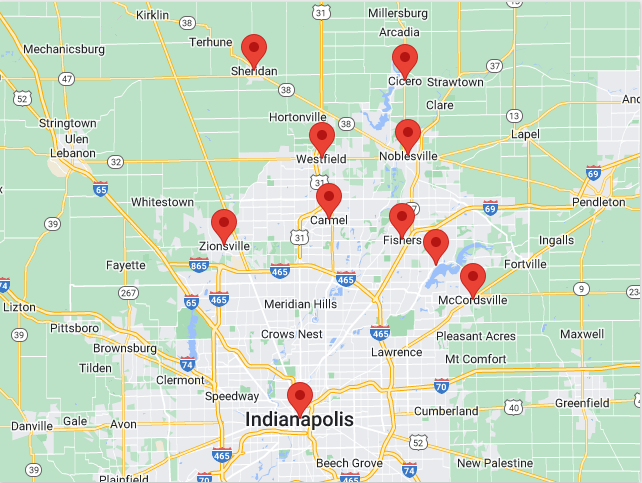 Kirklin
31
Millersburg
Arcadia
38
Terhune
Mechanicsburg
Sheridan
Cicero
Strawtown
47
37
38
52
Clare
Hortonville
13
Stringtown
38
Lapel
Ulen
Lebanon
32
Westfield
Noblesville
69
65
31
Whitestown
Pendleton
69
Carmel
39
31
Fishers
Zionsville
Ingalls
Fayette
865
465
465
Fortville
74
267
65
465
McCordsville
9
234
Lizton
Meridian Hills
Pittsboro
Crows Nest
465
Pleasant Acres
Maxwell
Brownsburg
74
Lawrence
Mt Comfort
Tilden
Clermont
70
Speedway
Cumberland
40
Greenfield
Indianapolis
Danville
Gale
Avon
52
465
39
Beech Grove
74
New Palestine
Plainfield
70
465